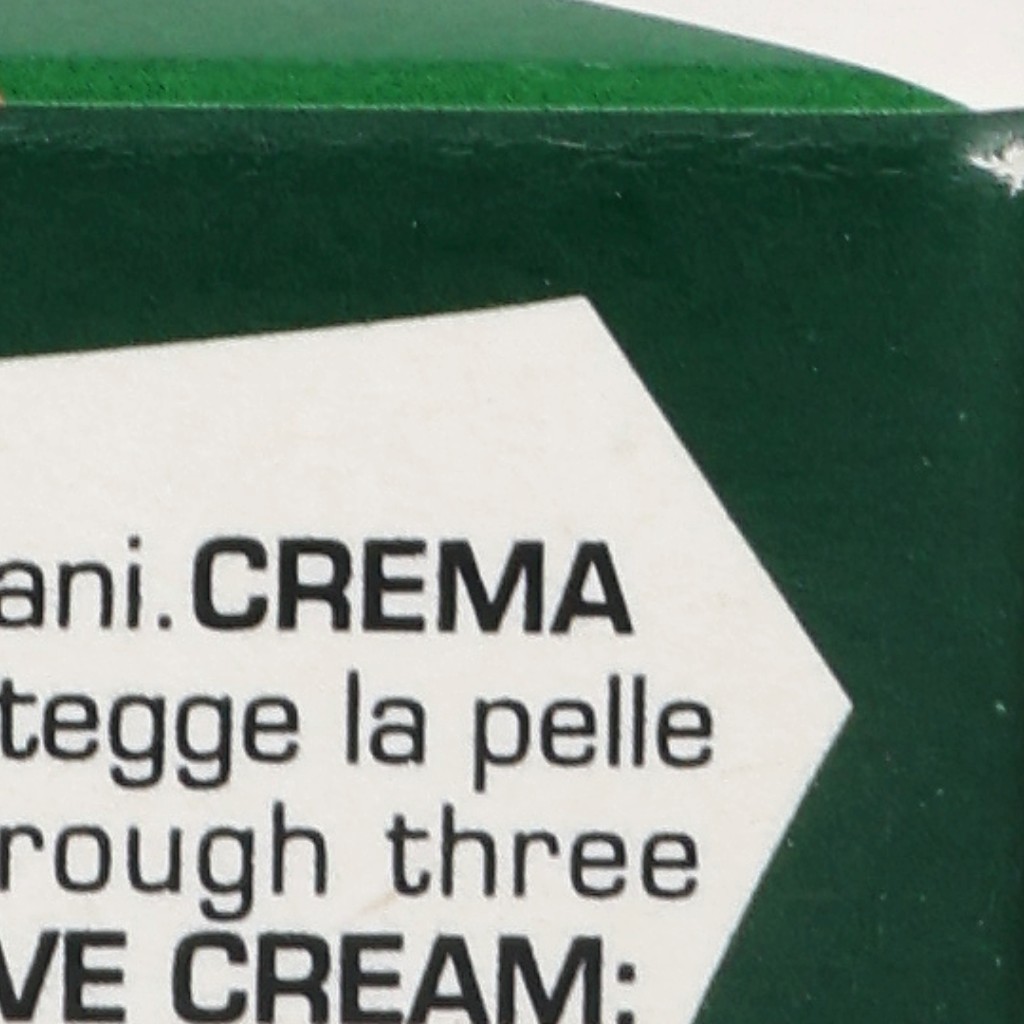 ani. CREMA
tegge la pelle
rough three
VE CREAM: